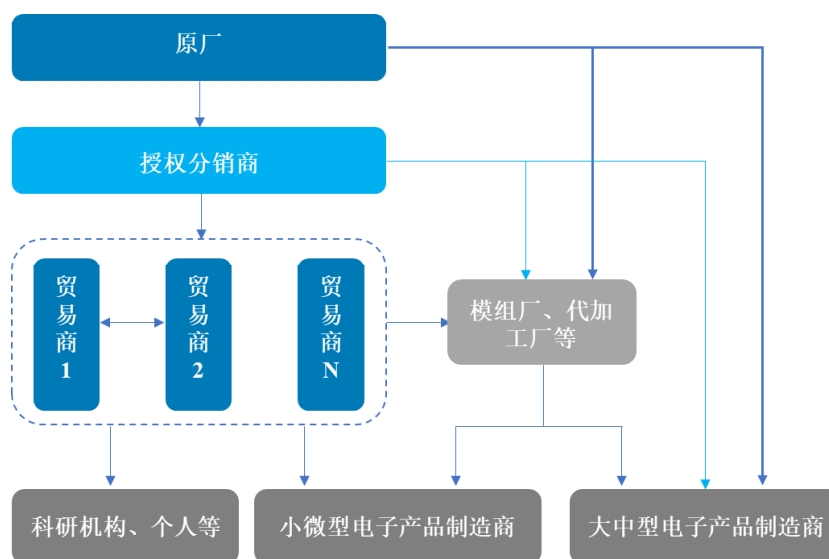 原厂
授权分销商
贸易商1
贸易商2
贸易商N
模组厂、代加
工厂等
科研机构、个人等
小微型电子产品制造商
大中型电子产品制造商